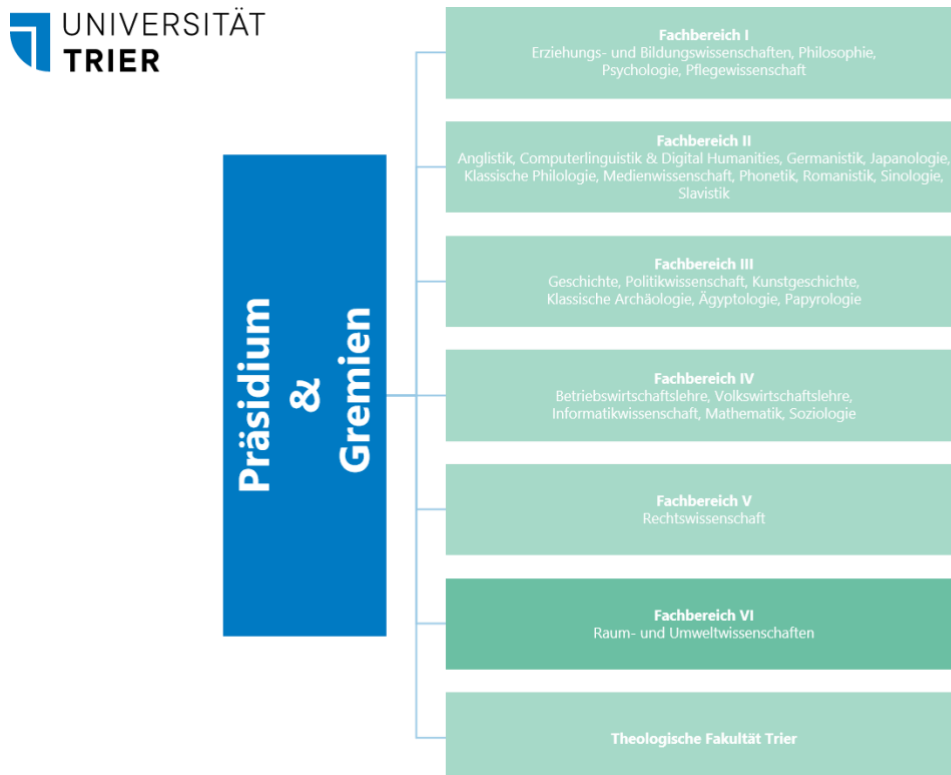 UNIVERSITÄT
TRIER
Präsidium
&
Gremien
Fachbereich I
Erziehungs- und Bildungswissenschaften, Philosophie,
Psychologie, Pflegewissenschaft
Fachbereich II
Anglistik, Computerlinguistik & Digital Humanities, Germanistik, Japanologie,
Klassische Philologie, Medienwissenschaft, Phonetik, Romanistik, Sinologie,
Slavistik
Fachbereich III
Geschichte, Politikwissenschaft, Kunstgeschichte,
Klassische Archäologie, Ägyptologie, Papyrologie
Fachbereich IV
Betriebswirtschaftslehre, Volkswirtschaftslehre,
Informatikwissenschaft, Mathematik, Soziologie
Fachbereich V
Rechtswissenschaft
Fachbereich VI
Raum- und Umweltwissenschaften
Theologische Fakultät Trier